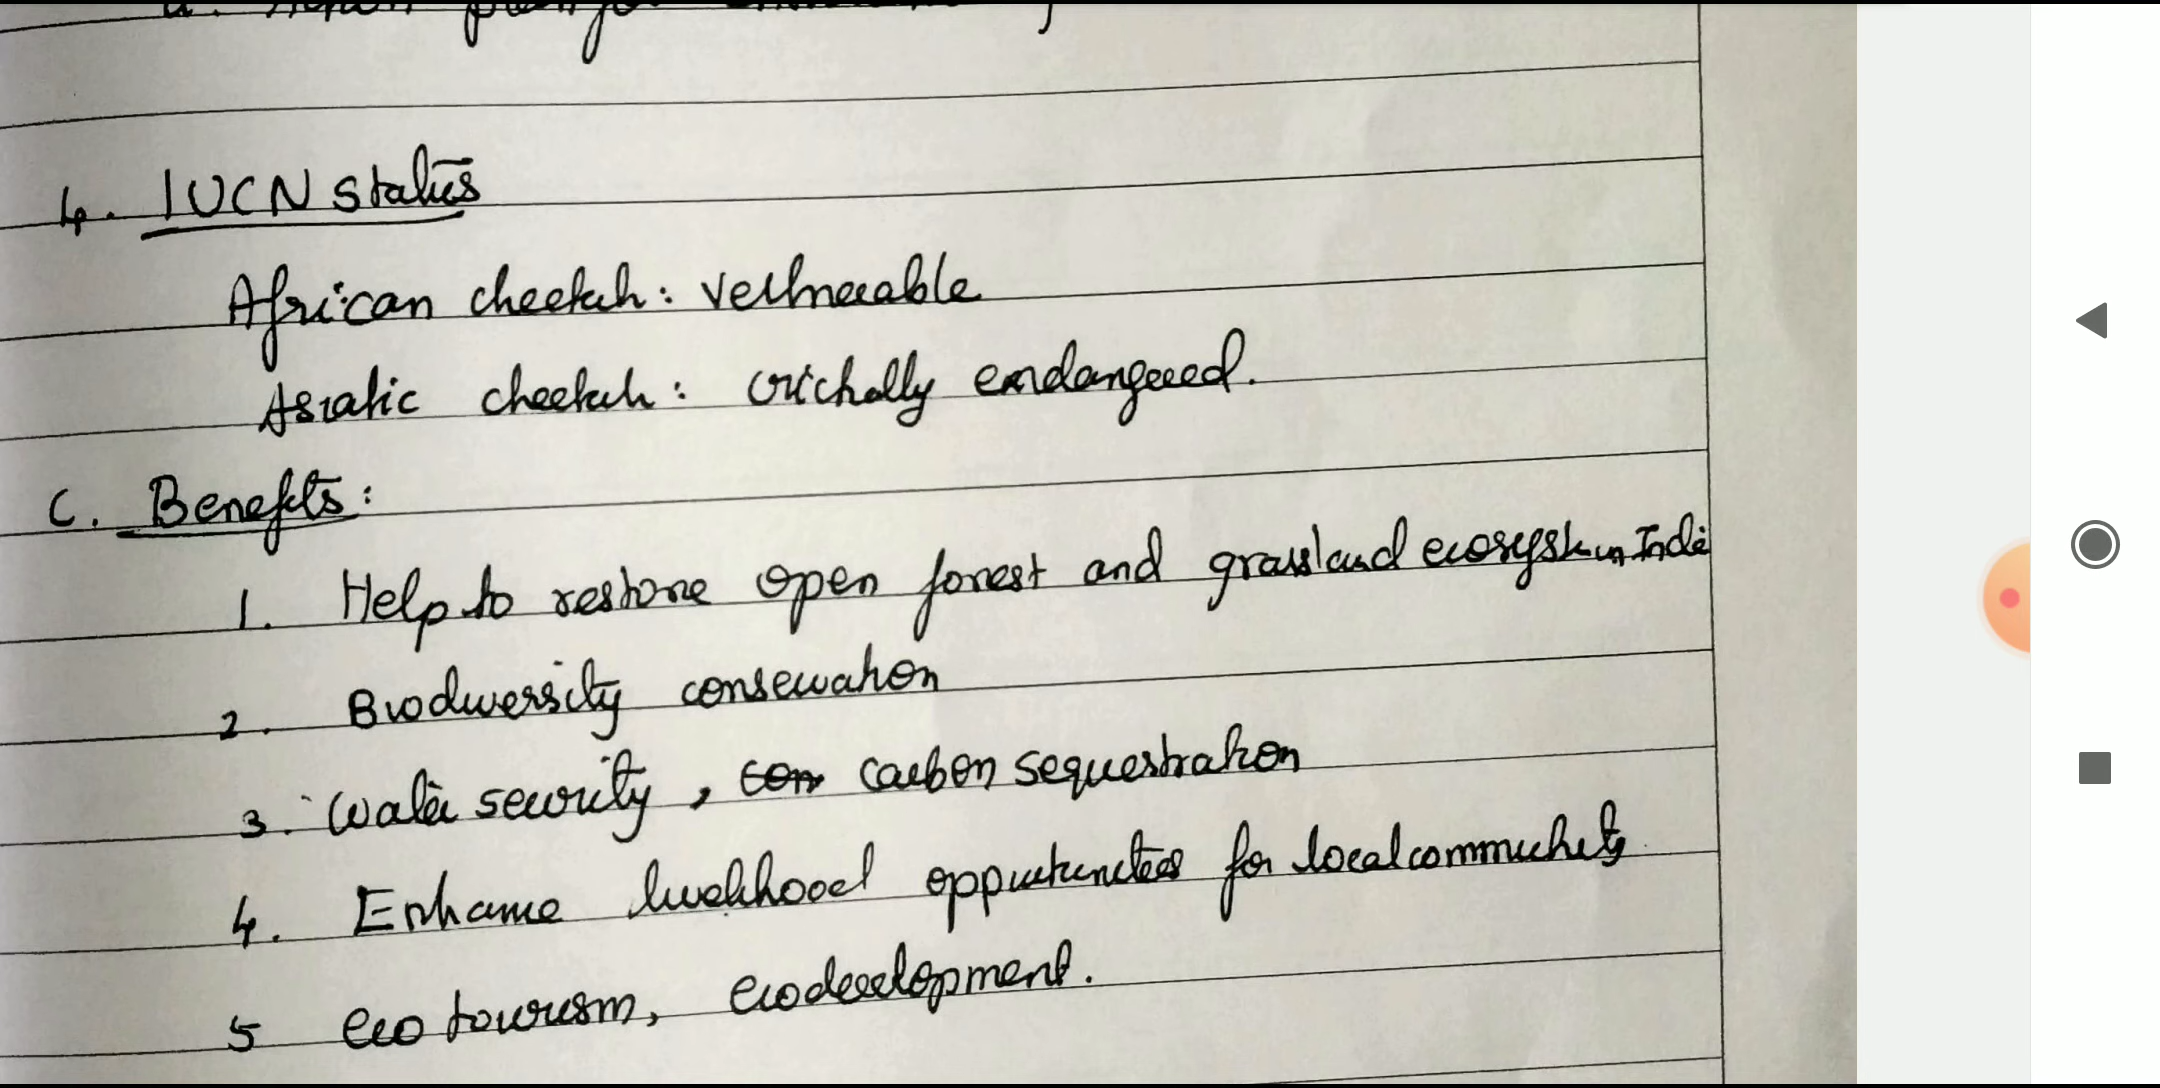 4. IUCN status
African cheetah: vulnerable
Asiatic cheetah: critically endangered.
C. Benefits:
1. Help to restore open forest and grassland ecosystem India
2. Biodiversity conservation
3. Water security, carbon sequestration
4. Enhance livelihood opportunities for local communities
5 eco tourism, ecodevelopment.